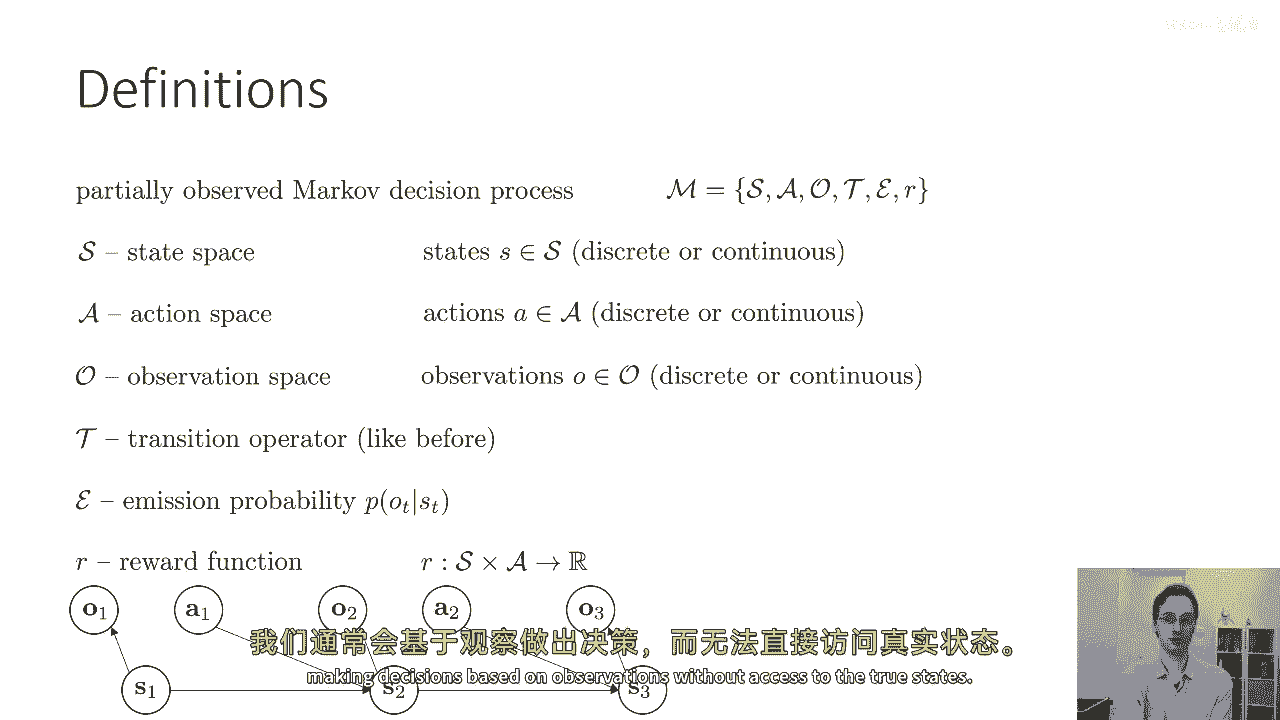 Definitions
partially observed Markov decision process
$\mathcal{M} = \{\mathcal{S}, \mathcal{A}, \mathcal{O}, \mathcal{T}, \mathcal{E}, r\}$
$\mathcal{S}$ – state space
states $s \in \mathcal{S}$ (discrete or continuous)
$\mathcal{A}$ – action space
actions $a \in \mathcal{A}$ (discrete or continuous)
$\mathcal{O}$ – observation space
observations $o \in \mathcal{O}$ (discrete or continuous)
$\mathcal{T}$ – transition operator (like before)
$\mathcal{E}$ – emission probability $p(o_t|s_t)$
$r$ – reward function
$r : \mathcal{S} \times \mathcal{A} \rightarrow \mathbb{R}$
$\mathbf{o}_1$ $\mathbf{a}_1$ $\mathbf{o}_2$ $\mathbf{a}_2$ $\mathbf{o}_3$
我们通常会基于观察做出决策，而无法直接访问真实状态。
making decisions based on observations without access to the true states.
$\mathbf{s}_1$ $\mathbf{s}_2$ $\mathbf{s}_3$